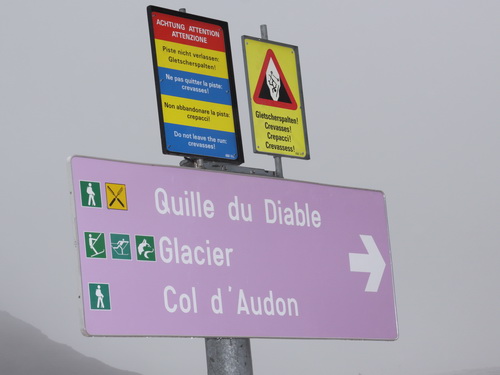 ACHTUNG ATTENTION
ATTENZIONE
Piste nicht verlassen:
Gletscherspalten!
Ne pas quitter la piste:
crevasses!
Non abbandonare la pista:
crepacci!
Do not leave the run:
crevasses!
Gletscherspalten!
Crevasses!
Crepacci!
Crevasses!
Quille du Diable
Glacier
Col d'Audon